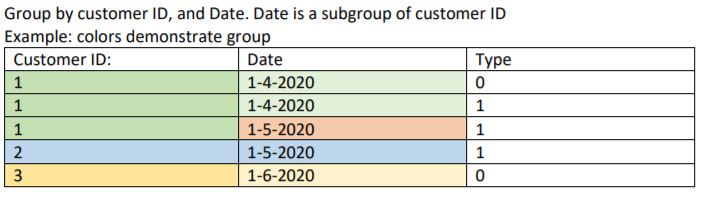 Group by customer ID, and Date. Date is a subgroup of customer ID
Example: colors demonstrate group
Customer ID: Date Type
1 1-4-2020 0
1 1-4-2020 1
1 1-5-2020 1
2 1-5-2020 1
3 1-6-2020 0